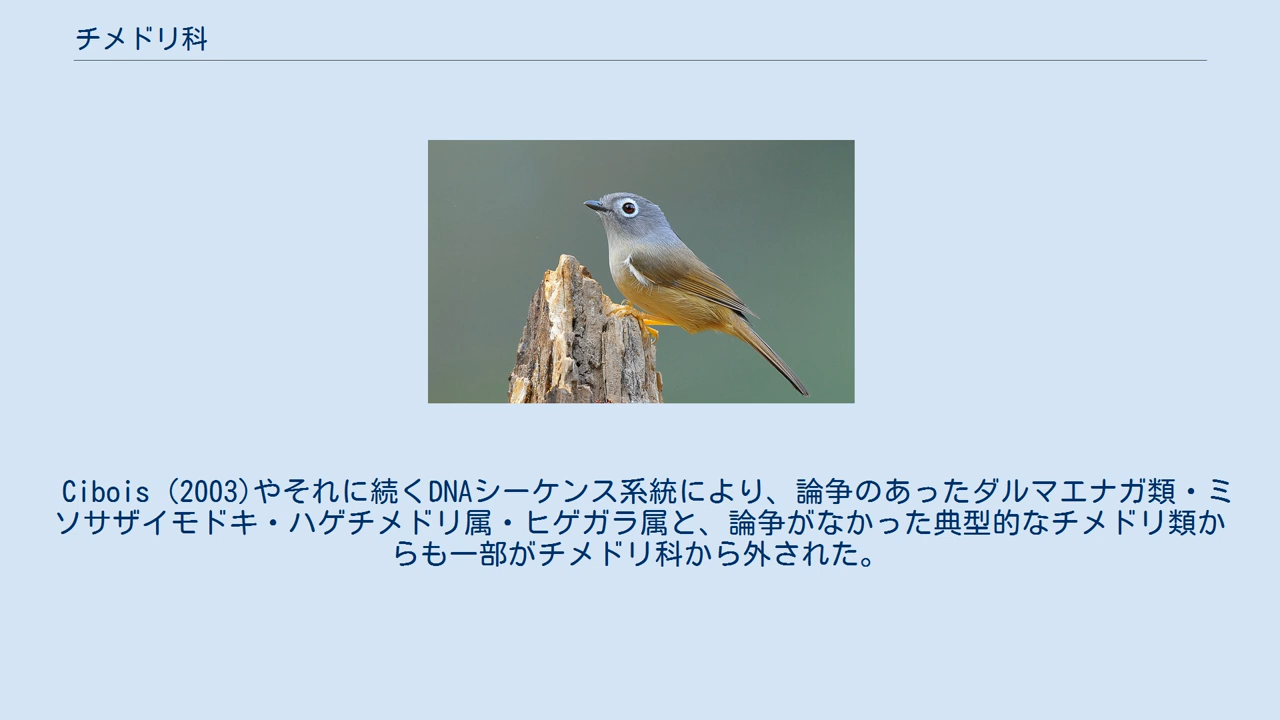 チメドリ科
Cibois (2003)やそれに続くDNAシーケンス系統により、論争のあったダルマエナガ類・ミ
ソサザイモドキ・ハゲチメドリ属・ヒゲガラ属と、論争がなかった典型的なチメドリ類か
らも一部がチメドリ科から外された。